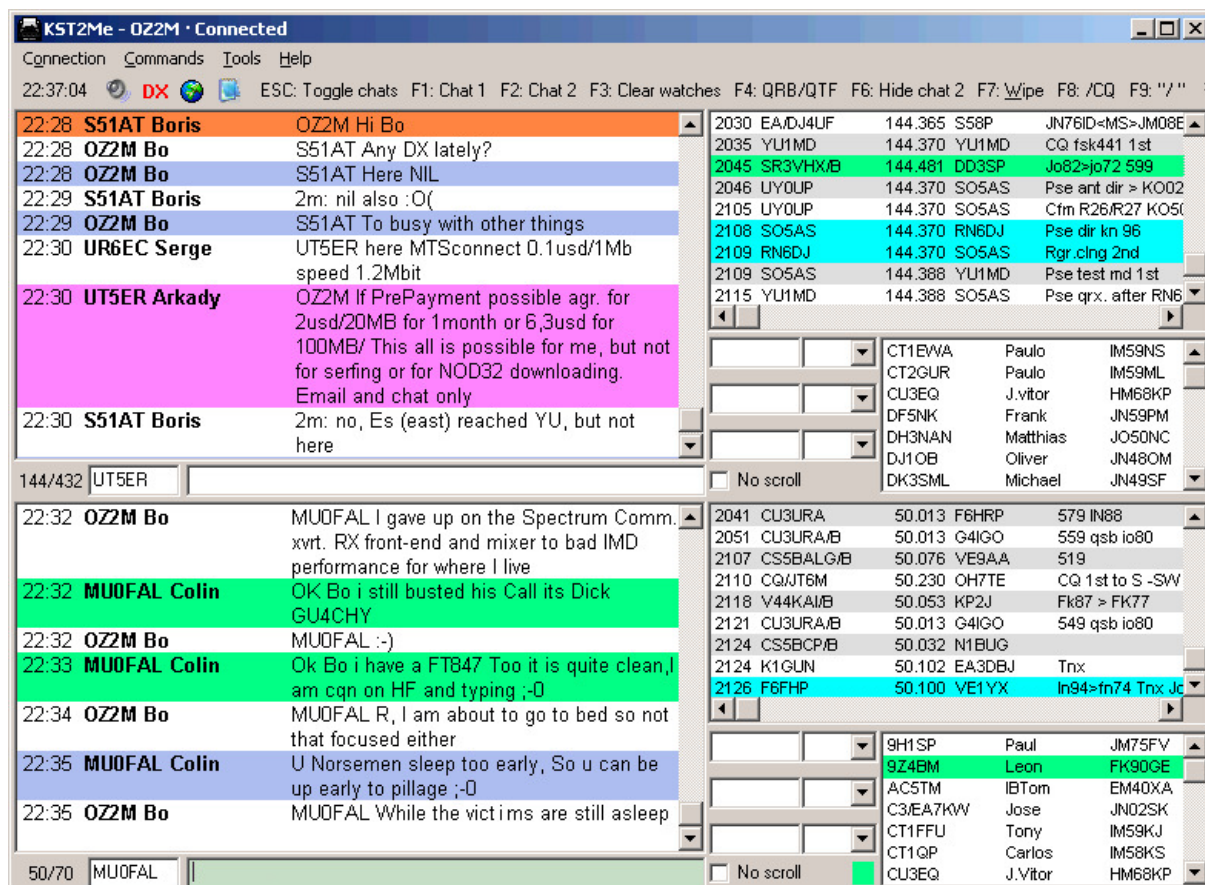 KST2Me - OZ2M · Connected
Connection Commands Tools Help
22:37:04 DX ESC: Toggle chats F1: Chat 1 F2: Chat 2 F3: Clear watches F4: QRB/QTF F6: Hide chat 2 F7: Wipe F8: /CQ F9: "/ "
22:28 S51AT Boris OZ2M Hi Bo
22:28 OZ2M Bo S51AT Any DX lately?
22:28 OZ2M Bo S51AT Here NIL
22:29 S51AT Boris 2m: nil also :O(
22:29 OZ2M Bo S51AT To busy with other things
22:30 UR6EC Serge UT5ER here MTSconnect 0.1usd/1Mb
speed 1.2Mbit
22:30 UT5ER Arkady OZ2M If PrePayment possible agr. for
2usd/20MB for 1month or 6,3usd for
100MB/ This all is possible for me, but not
for serfing or for NOD32 downloading.
Email and chat only
22:30 S51AT Boris 2m: no, Es (east) reached YU, but not
here
144/432 UT5ER
2030 EA/DJ4UF 144.365 S58P JN76ID<MS>JM08E
2035 YU1MD 144.370 YU1MD CQ fsk441 1st
2045 SR3VHX/B 144.481 DD3SP Jo82>jo72 599
2046 UY0UP 144.370 SO5AS Pse ant dir > KO02
2105 UY0UP 144.370 SO5AS Cfm R26/R27 KO50
2108 SO5AS 144.370 RN6DJ Pse dir kn 96
2109 RN6DJ 144.370 SO5AS Rgr.clng 2nd
2109 SO5AS 144.388 YU1MD Pse test md 1st
2115 YU1MD 144.388 SO5AS Pse qrx. after RN6
CT1EWA Paulo IM59NS
CT2GUR Paulo IM59ML
CU3EQ J.vitor HM68KP
DF5NK Frank JN59PM
DH3NAN Matthias JO50NC
DJ1OB Oliver JN48OM
DK3SML Michael JN49SF
No scroll
22:32 OZ2M Bo MU0FAL I gave up on the Spectrum Comm.
xvrt. RX front-end and mixer to bad IMD
performance for where I live
22:32 MU0FAL Colin OK Bo i still busted his Call its Dick
GU4CHY
22:32 OZ2M Bo MU0FAL :-)
22:33 MU0FAL Colin Ok Bo i have a FT847 Too it is quite clean,I
am cqn on HF and typing ;-0
22:34 OZ2M Bo MU0FAL R, I am about to go to bed so not
that focused either
22:35 MU0FAL Colin U Norsemen sleep too early, So u can be
up early to pillage ;-0
22:35 OZ2M Bo MU0FAL While the victims are still asleep
50/70 MU0FAL
2041 CU3URA 50.013 F6HRP 579 IN88
2051 CU3URA/B 50.013 G4IGO 559 qsb io80
2107 CS5BALG/B 50.076 VE9AA 519
2110 CQ/JT6M 50.230 OH7TE CQ 1st to S -SW
2118 V44KAI/B 50.053 KP2J Fk87 > FK77
2121 CU3URA/B 50.013 G4IGO 549 qsb io80
2124 CS5BCP/B 50.032 N1BUG
2124 K1GUN 50.102 EA3DBJ Tnx
2126 F6FHP 50.100 VE1YX In94>fn74 Tnx Jo
9H1SP Paul JM75FV
9Z4BM Leon FK90GE
AC5TM IBTom EM40XA
C3/EA7KW Jose JN02SK
CT1FFU Tony IM59KJ
CT1QP Carlos IM58KS
CU3EQ J.Vitor HM68KP
No scroll